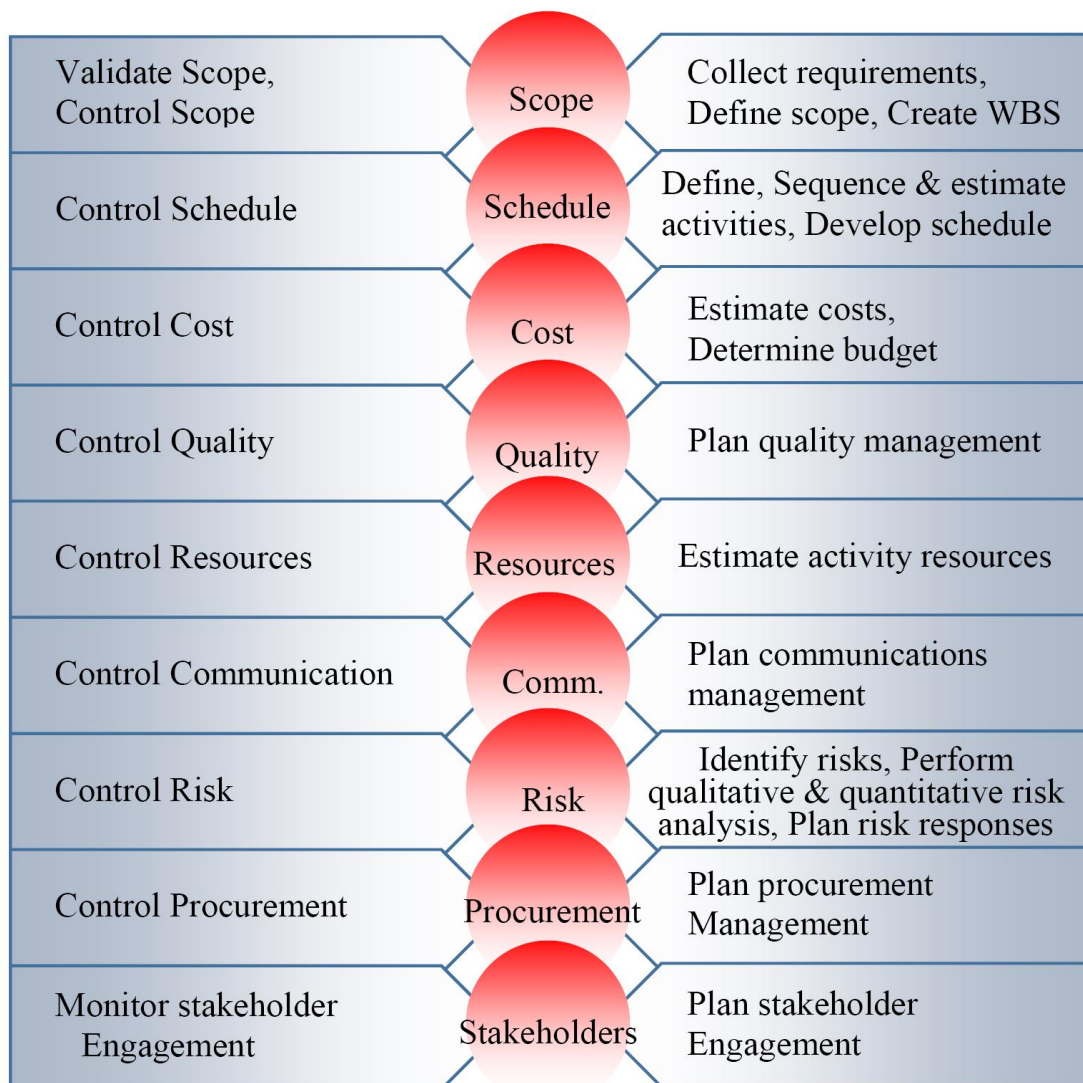 Validate Scope,
Control Scope
Scope
Collect requirements,
Define scope, Create WBS
Control Schedule
Schedule
Define, Sequence & estimate
activities, Develop schedule
Control Cost
Cost
Estimate costs,
Determine budget
Control Quality
Quality
Plan quality management
Control Resources
Resources
Estimate activity resources
Control Communication
Comm.
Plan communications
management
Control Risk
Risk
Identify risks, Perform
qualitative & quantitative risk
analysis, Plan risk responses
Control Procurement
Procurement
Plan procurement
Management
Monitor stakeholder
Engagement
Stakeholders
Plan stakeholder
Engagement